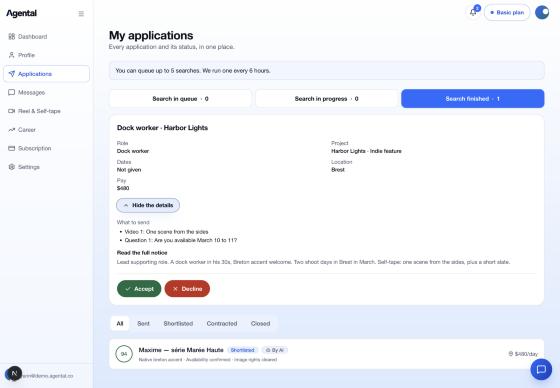 Agental
Dashboard
Profile
Applications
Messages
Reel & Self-tape
Career
Subscription
Settings
@demo.agental.co
N
2
Basic plan
My applications
Every application and its status, in one place.
You can queue up to 5 searches. We run one every 6 hours.
Search in queue · 0
Search in progress · 0
Search finished · 1
Dock worker · Harbor Lights
Role
Dock worker
Project
Harbor Lights · Indie feature
Dates
Not given
Location
Brest
Pay
$480
Hide the details
What to send
• Video 1: One scene from the sides
• Question 1: Are you available March 10 to 11?
Read the full notice
Lead supporting role. A dock worker in his 30s, Breton accent welcome. Two shoot days in Brest in March. Self-tape: one scene from the sides, plus a short slate.
Accept
Decline
All
Sent
Shortlisted
Contracted
Closed
94
Maxime — série Marée Haute
Shortlisted
By AI
Native breton accent · Availability confirmed · Image rights cleared
$480/day